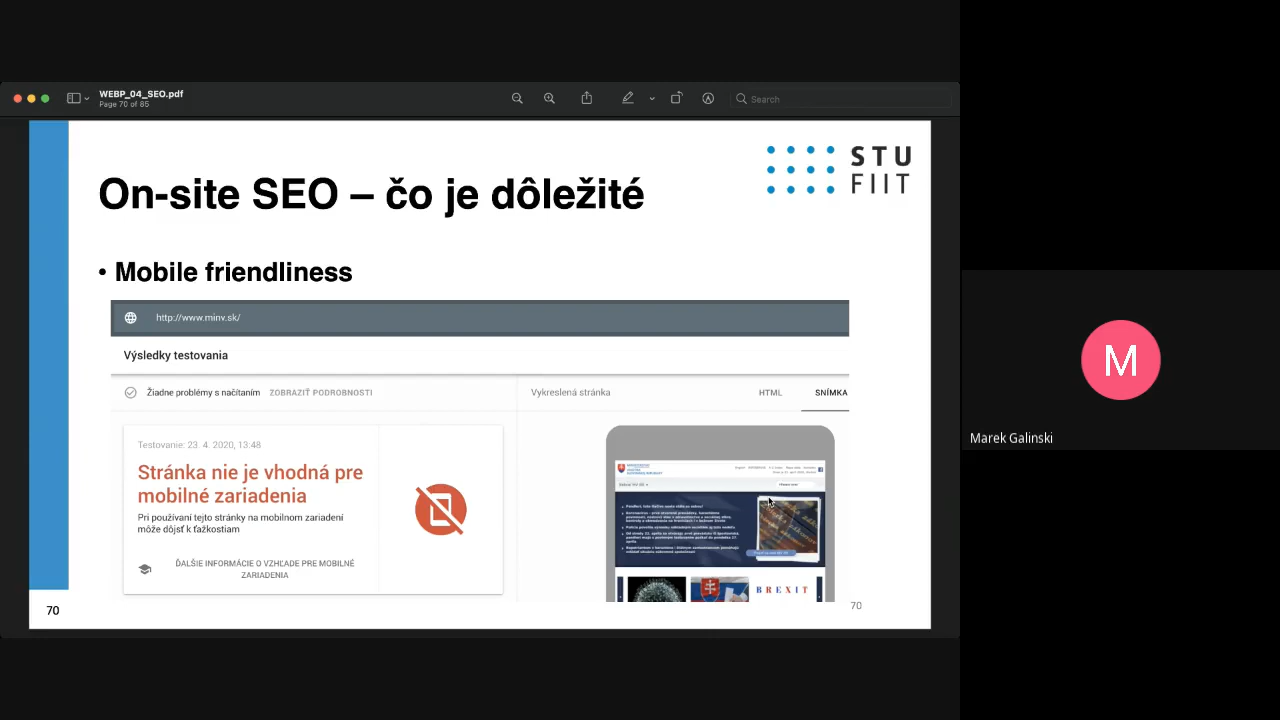 WEBP_04_SEO.pdf
Page 70 of 85
Search
STU
FIIT
On-site SEO – čo je dôležité
• Mobile friendliness
http://www.minv.sk/
Výsledky testovania
Žiadne problémy s načítaním ZOBRAZIŤ PODROBNOSTI
Vykreslená stránka HTML SNÍMKA
Testovanie: 23. 4. 2020, 13:48
Stránka nie je vhodná pre
mobilné zariadenia
Pri používaní tejto stránky na mobilnom zariadení
môže dôjsť k ťažkostiam
ĎALŠIE INFORMÁCIE O VZHĽADE PRE MOBILNÉ
ZARIADENIA
BREXIT
70
70
M
Marek Galinski